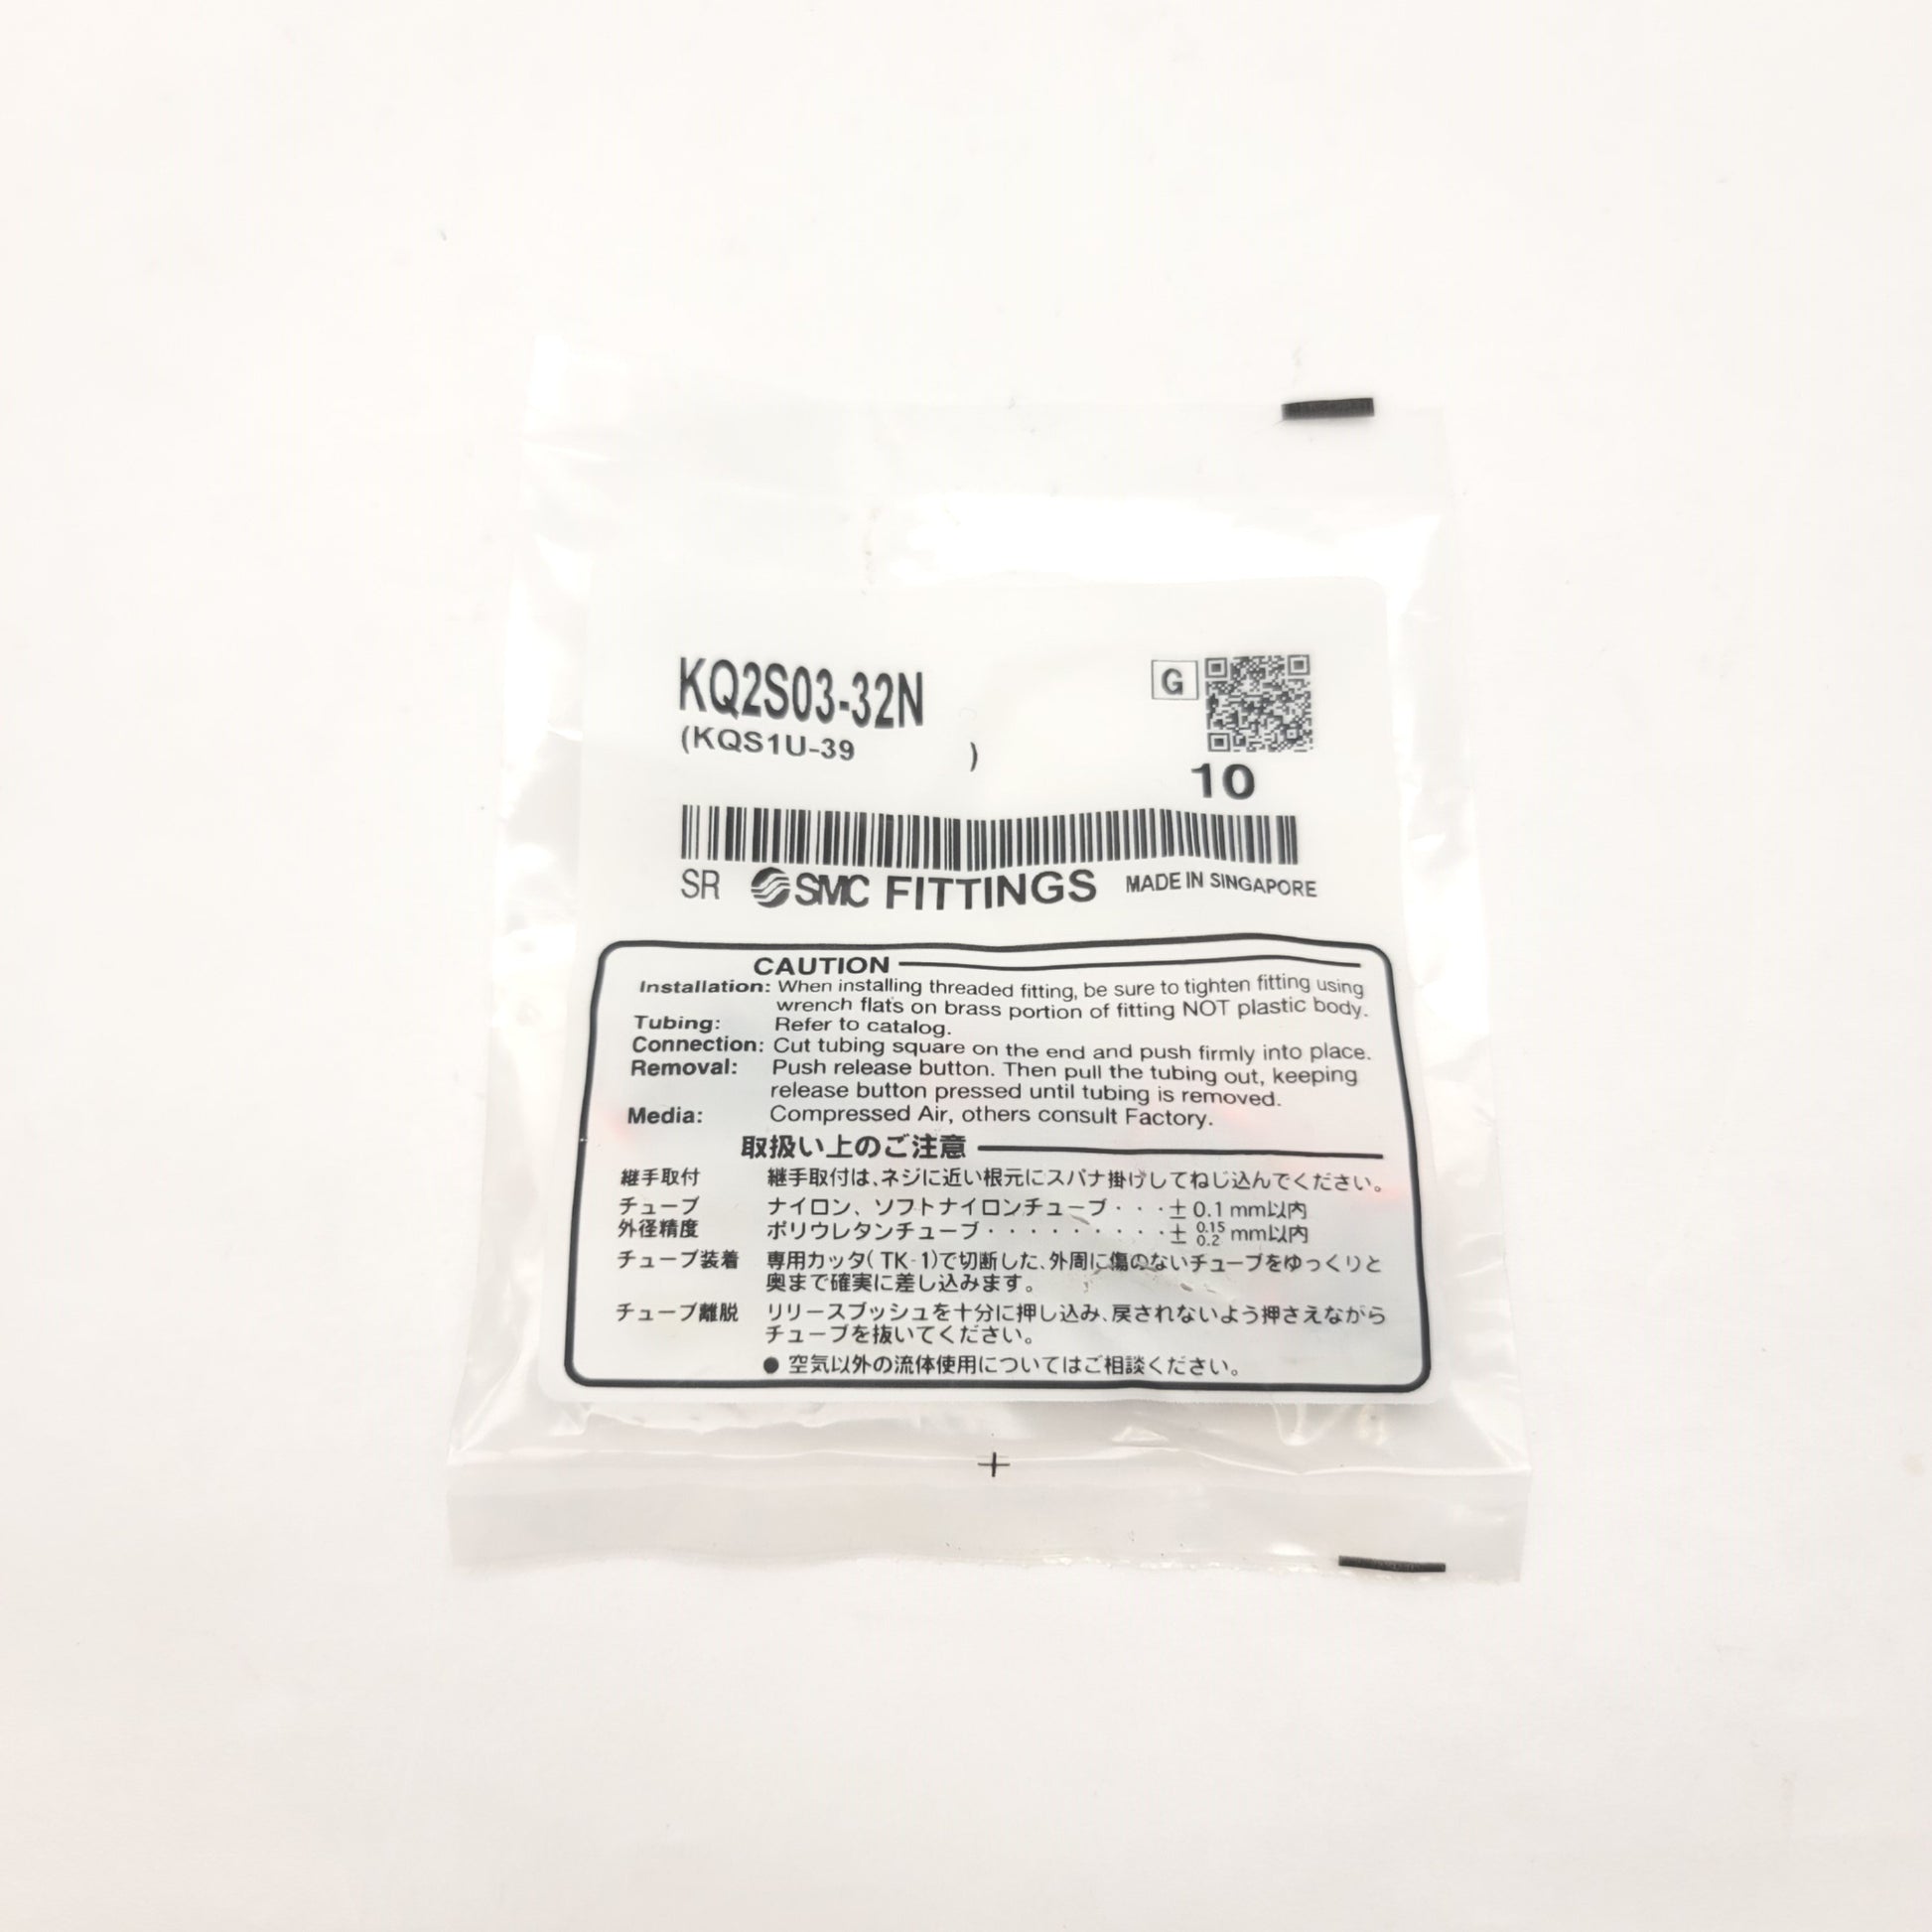 KQ2S03-32N
(KQS1U-39 )
G
10
SR SMC FITTINGS MADE IN SINGAPORE
CAUTION
Installation: When installing threaded fitting, be sure to tighten fitting using
wrench flats on brass portion of fitting NOT plastic body.
Tubing: Refer to catalog.
Connection: Cut tubing square on the end and push firmly into place.
Removal: Push release button. Then pull the tubing out, keeping
release button pressed until tubing is removed.
Media: Compressed Air, others consult Factory.
取扱い上のご注意
継手取付 継手取付は、ネジに近い根元にスパナ掛けしてねじ込んでください。
チューブ ナイロン、ソフトナイロンチューブ・・・± 0.1 mm以内
外径精度 ポリウレタンチューブ・・・・・・・・・± 0.15 0.2 mm以内
チューブ装着 専用カッタ( TK-1)で切断した、外周に傷のないチューブをゆっくりと
奥まで確実に差し込みます。
チューブ離脱 リリースブッシュを十分に押し込み、戻されないよう押さえながら
チューブを抜いてください。
● 空気以外の流体使用についてはご相談ください。